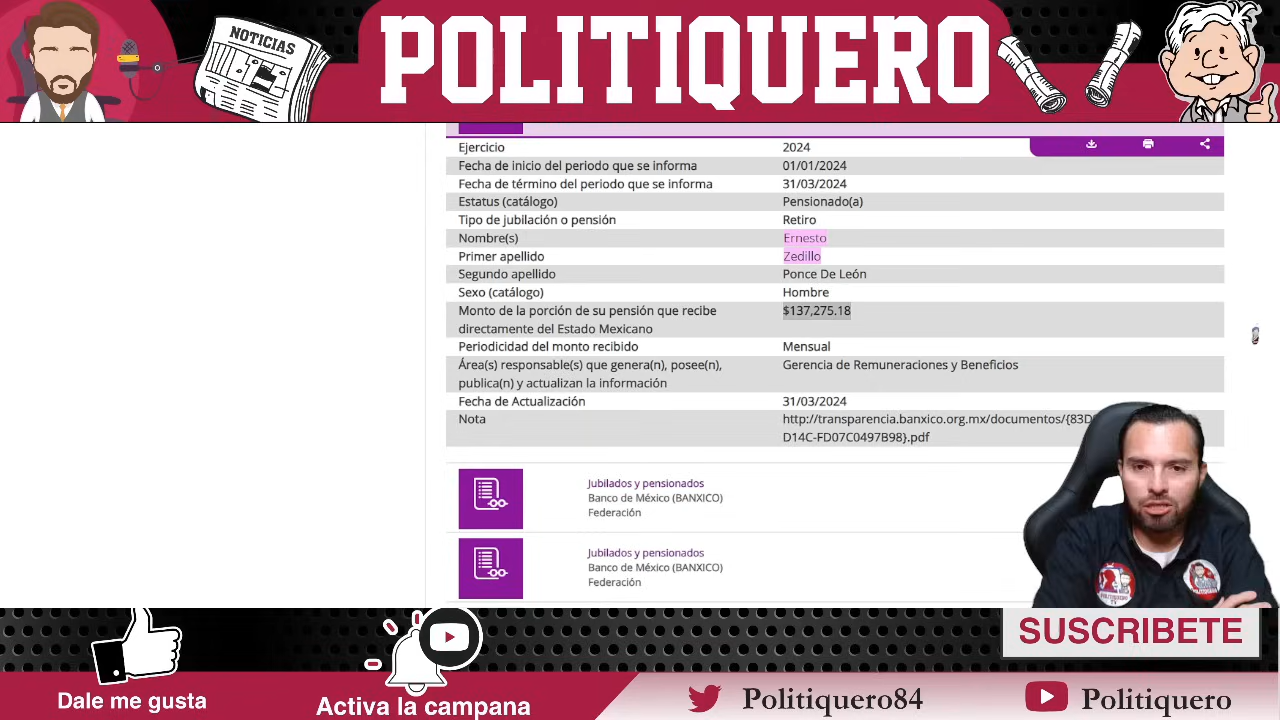 NOTICIAS
POLITIQUERO
Ejercicio 2024
Fecha de inicio del periodo que se informa 01/01/2024
Fecha de término del periodo que se informa 31/03/2024
Estatus (catálogo) Pensionado(a)
Tipo de jubilación o pensión Retiro
Nombre(s) Ernesto
Primer apellido Zedillo
Segundo apellido Ponce De León
Sexo (catálogo) Hombre
Monto de la porción de su pensión que recibe $137,275.18
directamente del Estado Mexicano
Periodicidad del monto recibido Mensual
Área(s) responsable(s) que genera(n), posee(n), Gerencia de Remuneraciones y Beneficios
publica(n) y actualizan la información
Fecha de Actualización 31/03/2024
Nota http://transparencia.banxico.org.mx/documentos/{83D
D14C-FD07C0497B98}.pdf
Jubilados y pensionados
Banco de México (BANXICO)
Federación
Jubilados y pensionados
Banco de México (BANXICO)
Federación
POLITIQUERO
TV
SUSCRIBETE
Dale me gusta
Activa la campana
Politiquero84
Politiquero